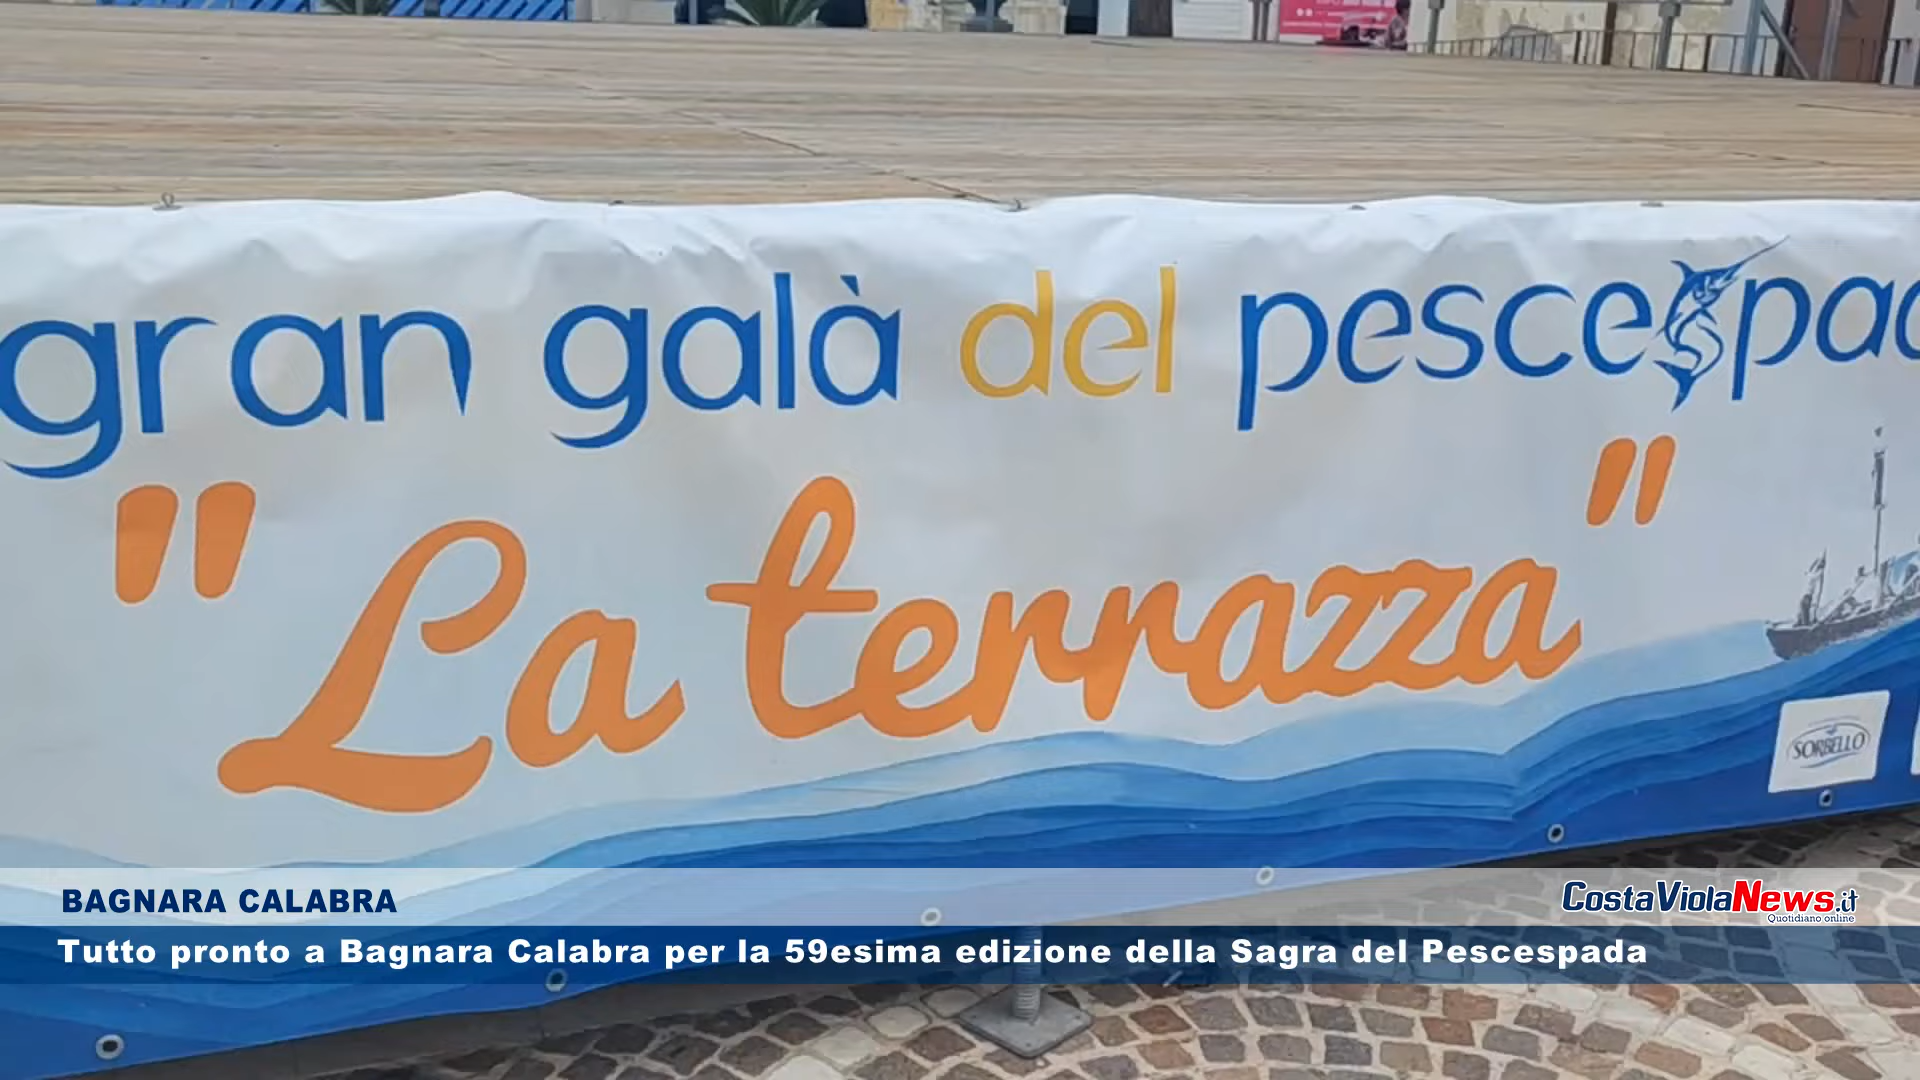 gran galà del pescespad
"La terrazza"
SORBELLO
BAGNARA CALABRA
CostaViolaNews.it
Quotidiano online
Tutto pronto a Bagnara Calabra per la 59esima edizione della Sagra del Pescespada